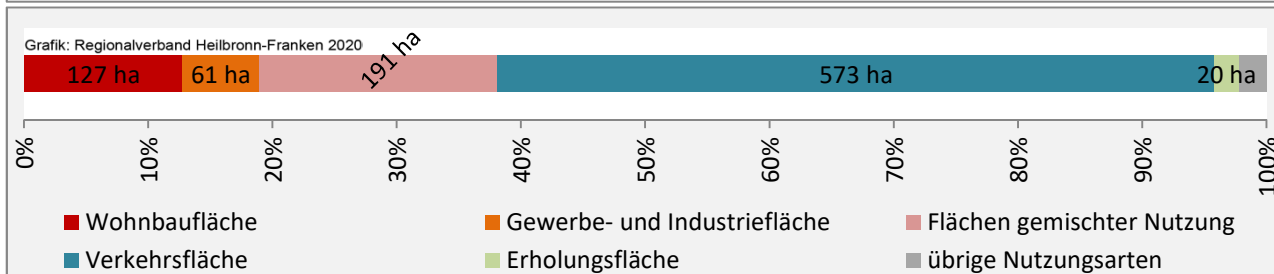 Grafik: Regionalverband Heilbronn-Franken 2020
127 ha 61 ha 191 ha 573 ha 20 ha
0% 10% 20% 30% 40% 50% 60% 70% 80% 90% 100%
Wohnbaufläche Gewerbe- und Industriefläche Flächen gemischter Nutzung
Verkehrsfläche Erholungsfläche übrige Nutzungsarten